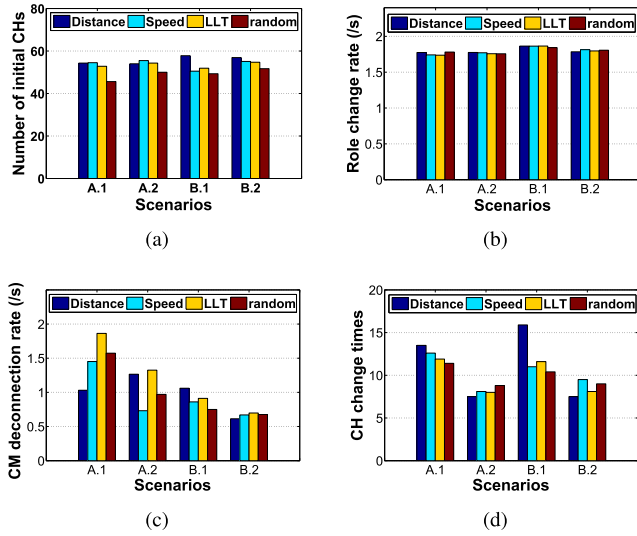 Distance Speed LLT random
Number of initial CHs
80
60
40
20
0
A.1 A.2 B.1 B.2
Scenarios
(a)
Distance Speed LLT random
Role change rate (/s)
2
1.5
1
0.5
0
A.1 A.2 B.1 B.2
Scenarios
(b)
Distance Speed LLT random
CM deconnection rate (/s)
2
1.5
1
0.5
0
A.1 A.2 B.1 B.2
Scenarios
(c)
Distance Speed LLT random
CH change times
20
15
10
5
0
A.1 A.2 B.1 B.2
Scenarios
(d)